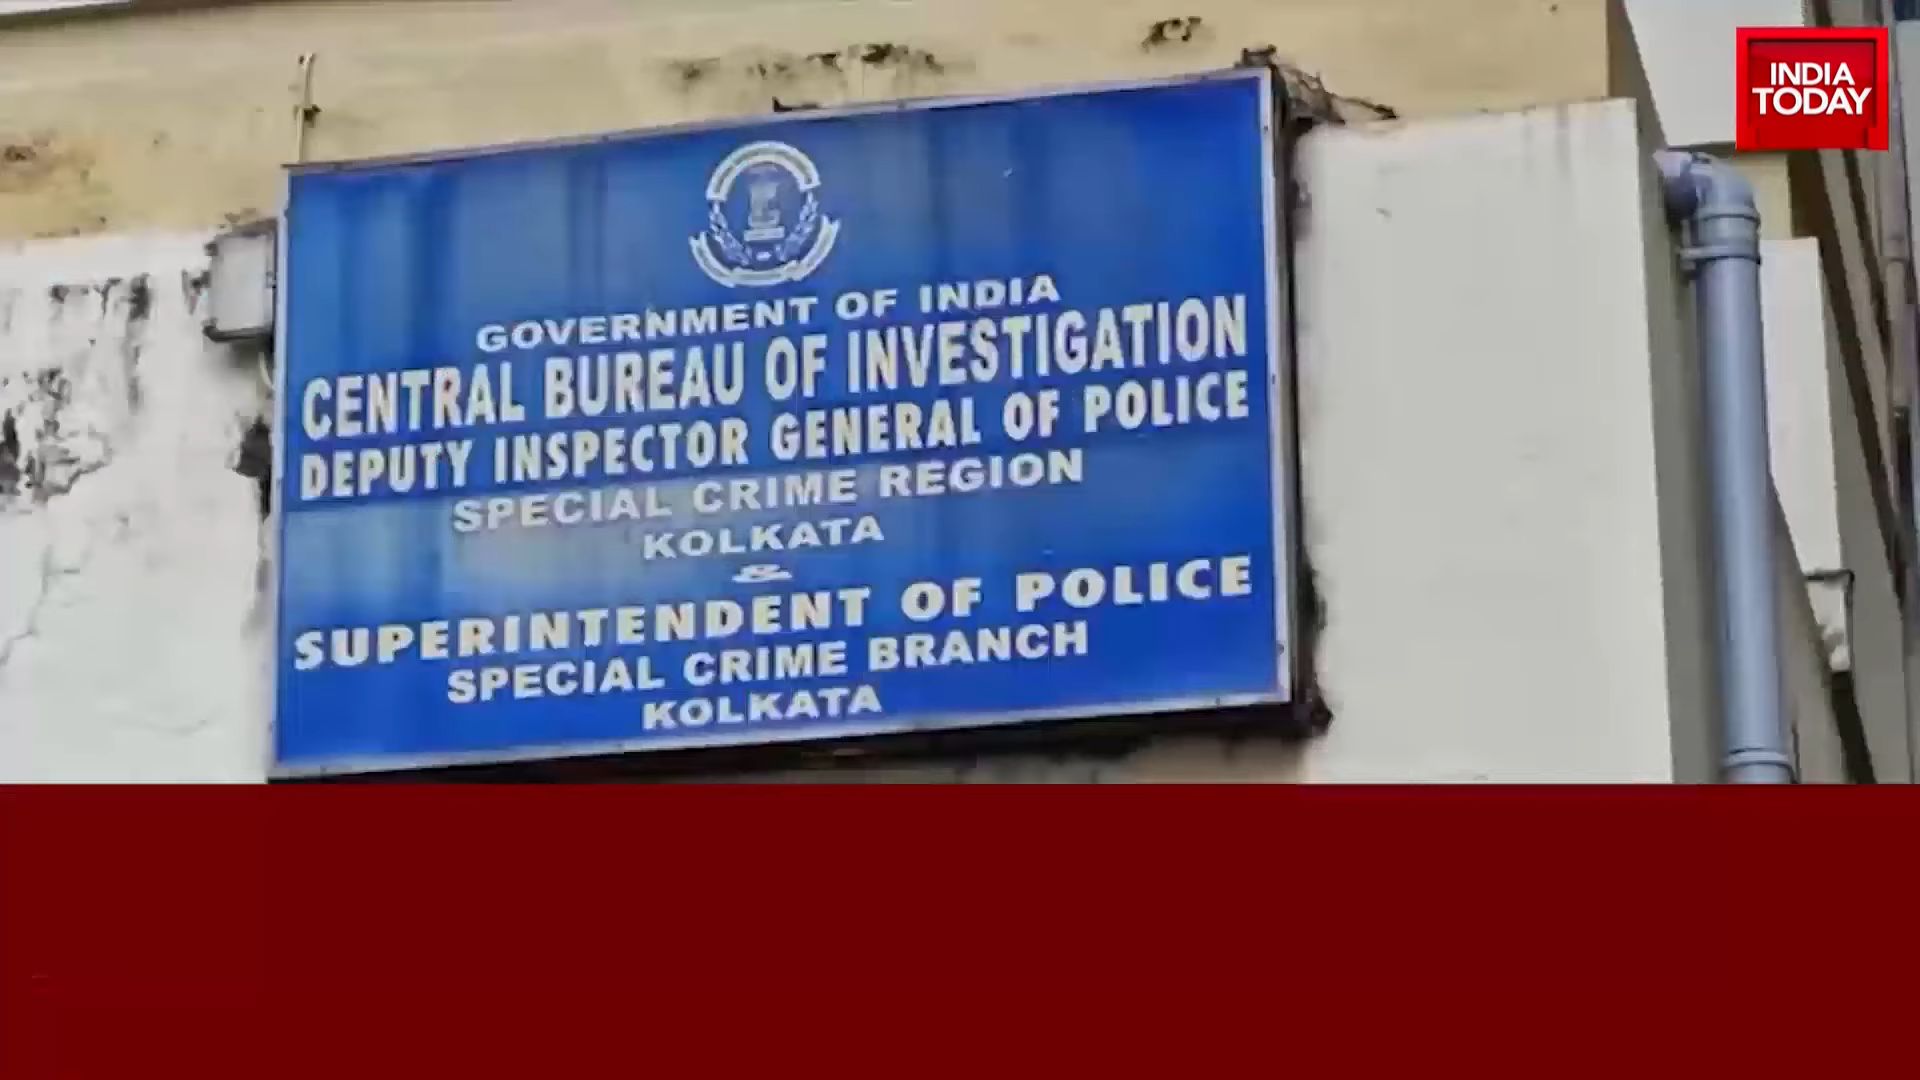 INDIA
TODAY
GOVERNMENT OF INDIA
CENTRAL BUREAU OF INVESTIGATION
DEPUTY INSPECTOR GENERAL OF POLICE
SPECIAL CRIME REGION
KOLKATA
&
SUPERINTENDENT OF POLICE
SPECIAL CRIME BRANCH
KOLKATA